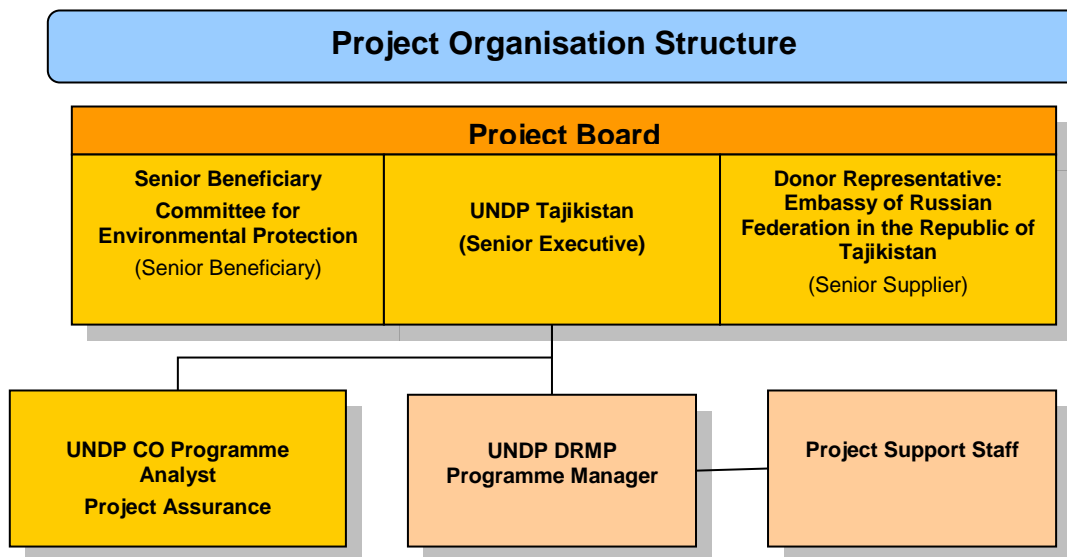 Project Organisation Structure
Project Board
Senior Beneficiary
Committee for
Environmental Protection
(Senior Beneficiary)
UNDP Tajikistan
(Senior Executive)
Donor Representative:
Embassy of Russian
Federation in the Republic of
Tajikistan
(Senior Supplier)
UNDP CO Programme
Analyst
Project Assurance
UNDP DRMP
Programme Manager
Project Support Staff